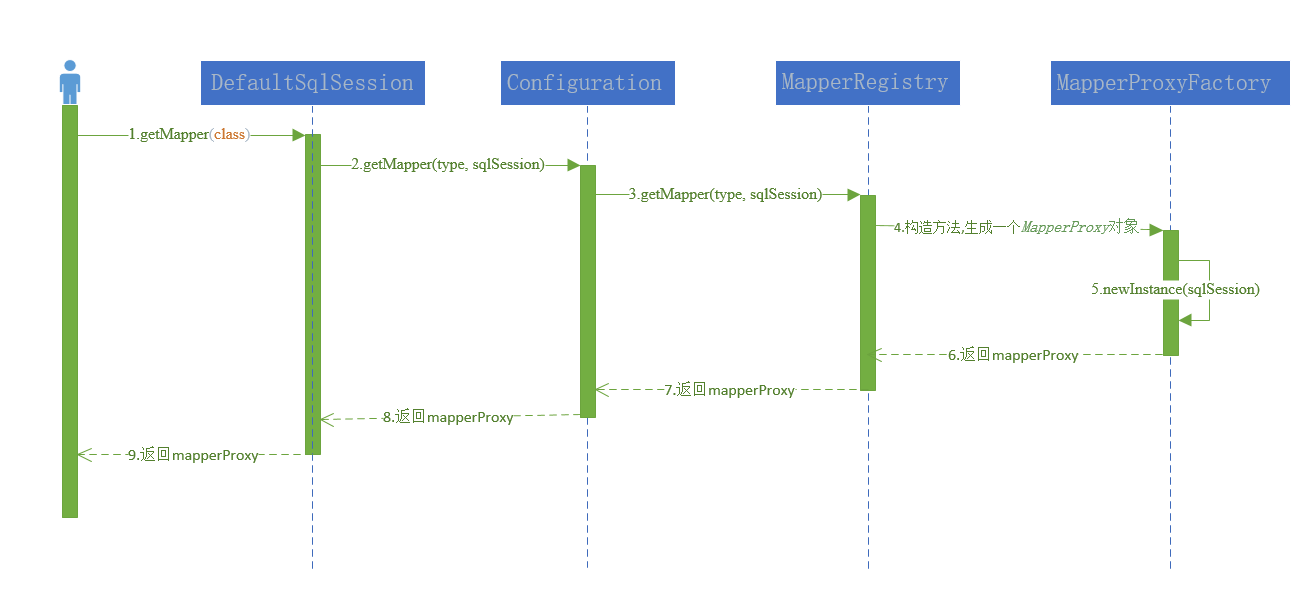 DefaultSqlSession
Configuration
MapperRegistry
MapperProxyFactory
1.getMapper(class)
2.getMapper(type, sqlSession)
3.getMapper(type, sqlSession)
4.构造方法,生成一个MapperProxy对象
5.newInstance(sqlSession)
6.返回mapperProxy
7.返回mapperProxy
8.返回mapperProxy
9.返回mapperProxy